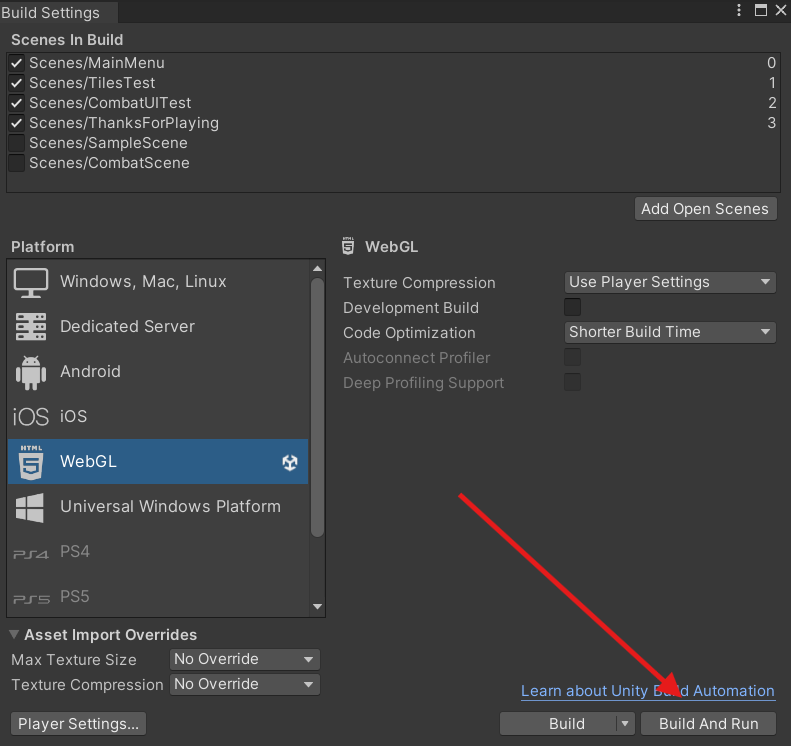 Build Settings
Scenes In Build
Scenes/MainMenu 0
Scenes/TilesTest 1
Scenes/CombatUITest 2
Scenes/ThanksForPlaying 3
Scenes/SampleScene
Scenes/CombatScene
Add Open Scenes
Platform
Windows, Mac, Linux
Dedicated Server
Android
iOS iOS
HTML 5 WebGL
Universal Windows Platform
PS4 PS4
PS5 PS5
HTML 5 WebGL
Texture Compression Use Player Settings
Development Build
Code Optimization Shorter Build Time
Autoconnect Profiler
Deep Profiling Support
Asset Import Overrides
Max Texture Size No Override
Texture Compression No Override
Learn about Unity Build Automation
Player Settings... Build Build And Run